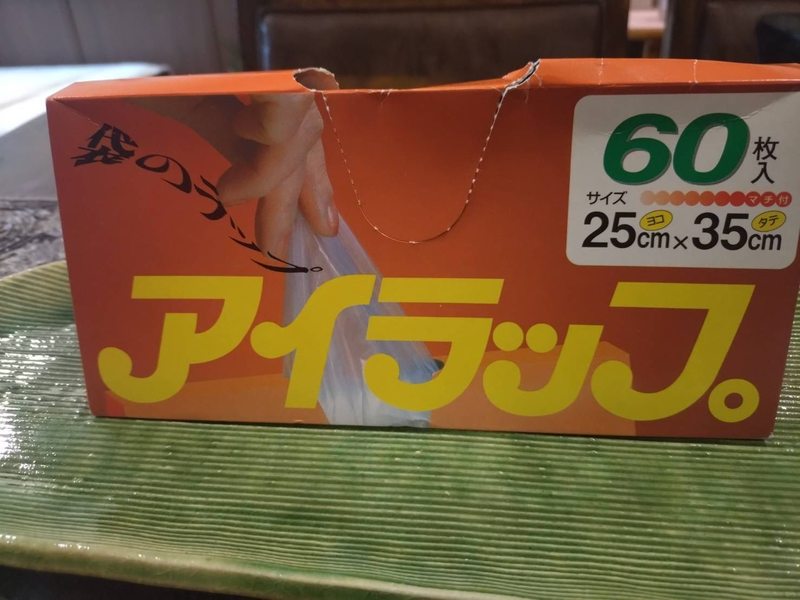 袋のラップ。
アイラップ。
60枚入
サイズ マチ付
25cm ヨコ × 35cm タテ